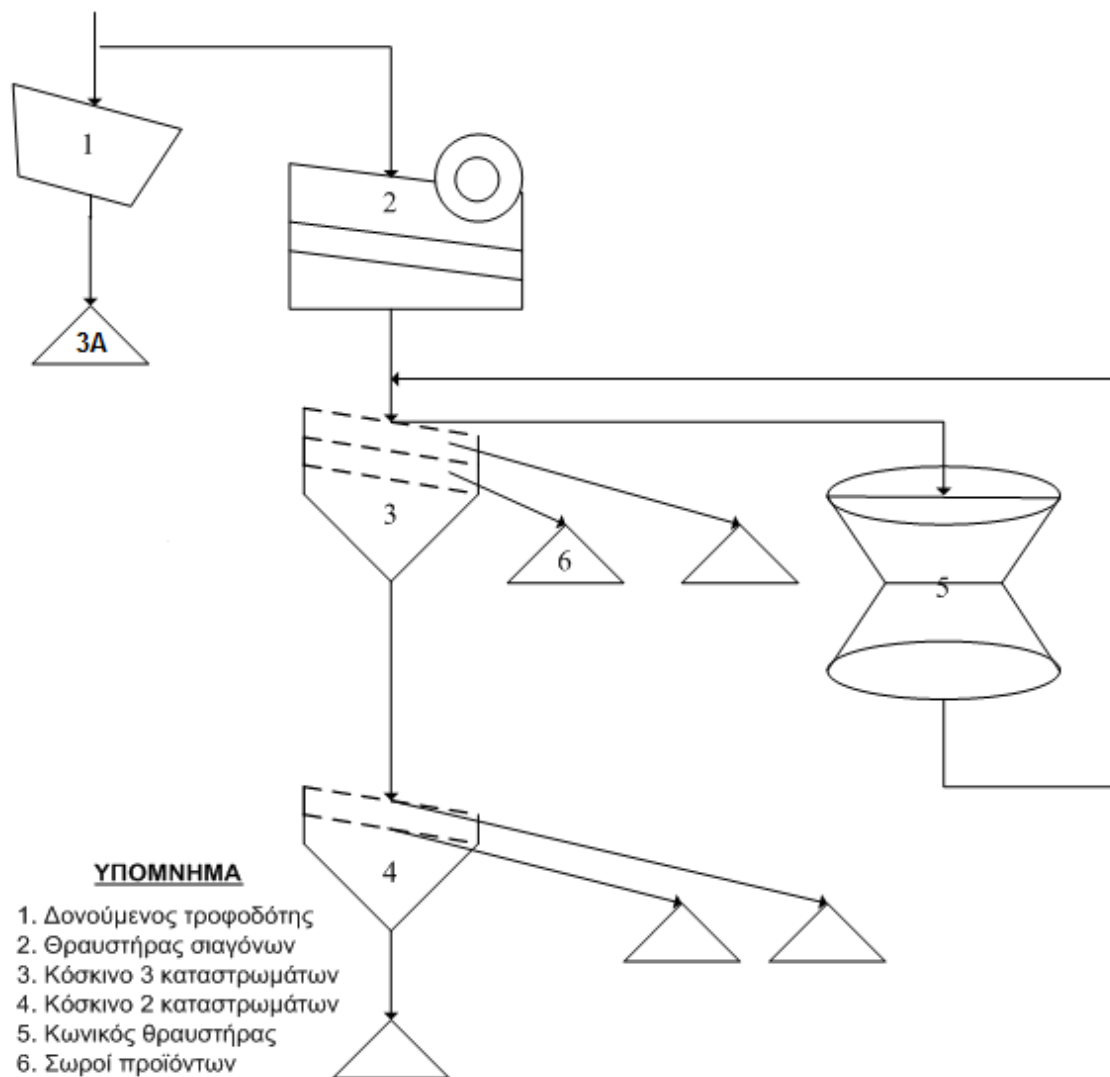 1
2
3A
3
6
5
4
ΥΠΟΜΝΗΜΑ
1. Δονούμενος τροφοδότης
2. Θραυστήρας σιαγόνων
3. Κόσκινο 3 καταστρωμάτων
4. Κόσκινο 2 καταστρωμάτων
5. Κωνικός θραυστήρας
6. Σωροί προϊόντων